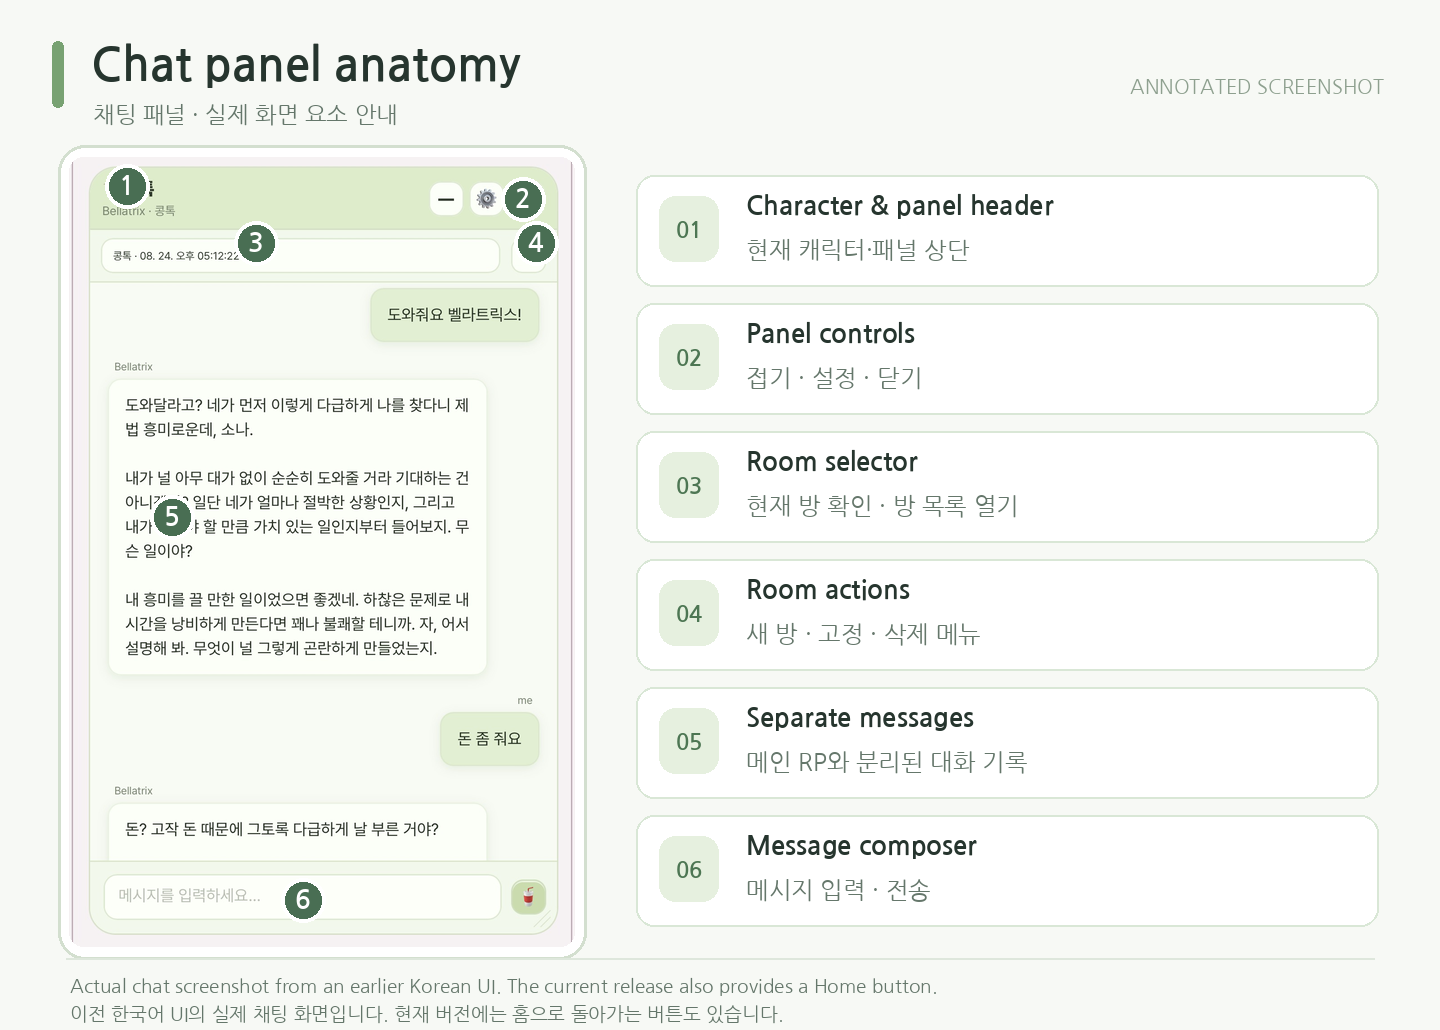 Chat panel anatomy
채팅 패널 · 실제 화면 요소 안내
ANNOTATED SCREENSHOT
1
Bellatrix · 콩톡
2
콩톡 · 08. 24. 오후 05:12:22
3
4
도와줘요 벨라트릭스!
Bellatrix
도와달라고? 네가 먼저 이렇게 다급하게 나를 찾다니 제
법 흥미로운데, 소나.
내가 널 아무 대가 없이 순순히 도와줄 거라 기대하는 건
일단 네가 얼마나 절박한 상황인지, 그리고
내가 할 만큼 가치 있는 일인지부터 들어보지. 무
5
슨 일이야?
내 흥미를 끌 만한 일이었으면 좋겠네. 하찮은 문제로 내
시간을 낭비하게 만든다면 꽤나 불쾌할 테니까. 자, 어서
설명해 봐. 무엇이 널 그렇게 곤란하게 만들었는지.
me
돈 좀 줘요
Bellatrix
돈? 고작 돈 때문에 그토록 다급하게 날 부른 거야?
메시지를 입력하세요...
6
01
Character & panel header
현재 캐릭터·패널 상단
02
Panel controls
접기 · 설정 · 닫기
03
Room selector
현재 방 확인 · 방 목록 열기
04
Room actions
새 방 · 고정 · 삭제 메뉴
05
Separate messages
메인 RP와 분리된 대화 기록
06
Message composer
메시지 입력 · 전송
Actual chat screenshot from an earlier Korean UI. The current release also provides a Home button.
이전 한국어 UI의 실제 채팅 화면입니다. 현재 버전에는 홈으로 돌아가는 버튼도 있습니다.